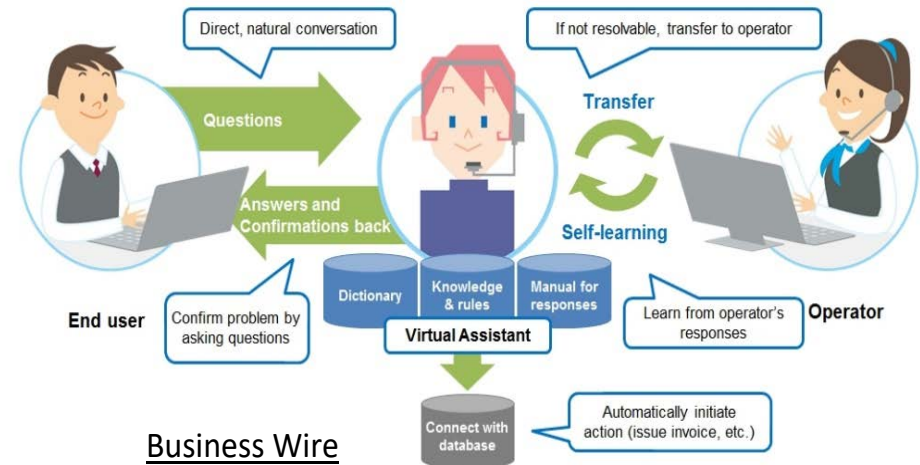 Direct, natural conversation
If not resolvable, transfer to operator
Questions
Transfer
Answers and
Confirmations back
Self-learning
Dictionary
Knowledge
& rules
Manual for
responses
End user
Confirm problem by
asking questions
Virtual Assistant
Learn from operator's
responses
Operator
Connect with
database
Automatically initiate
action (issue invoice, etc.)
Business Wire